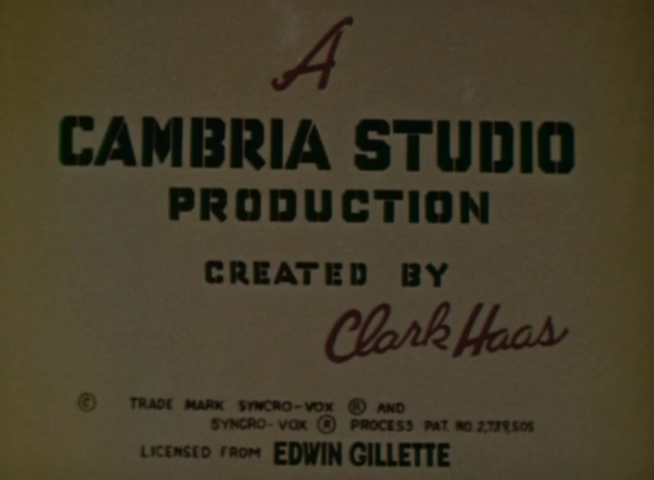 A
CAMBRIA STUDIO
PRODUCTION
CREATED BY
Clark Haas
© TRADE MARK SYNCRO-VOX ® AND
SYNCRO-VOX ® PROCESS PAT. NO. 2,739,505
LICENSED FROM EDWIN GILLETTE